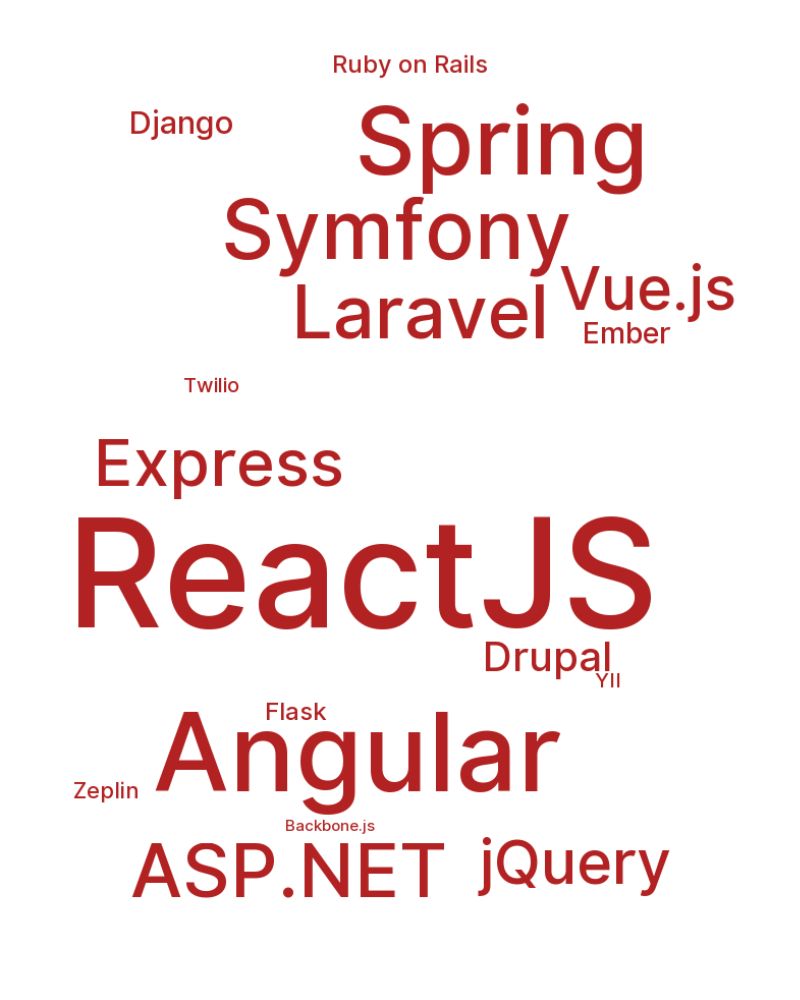 Ruby on Rails
Django
Spring
Symfony
Vue.js
Laravel
Ember
Twilio
Express
ReactJS
Drupal
YII
Flask
Angular
Zeplin
Backbone.js
ASP.NET
jQuery